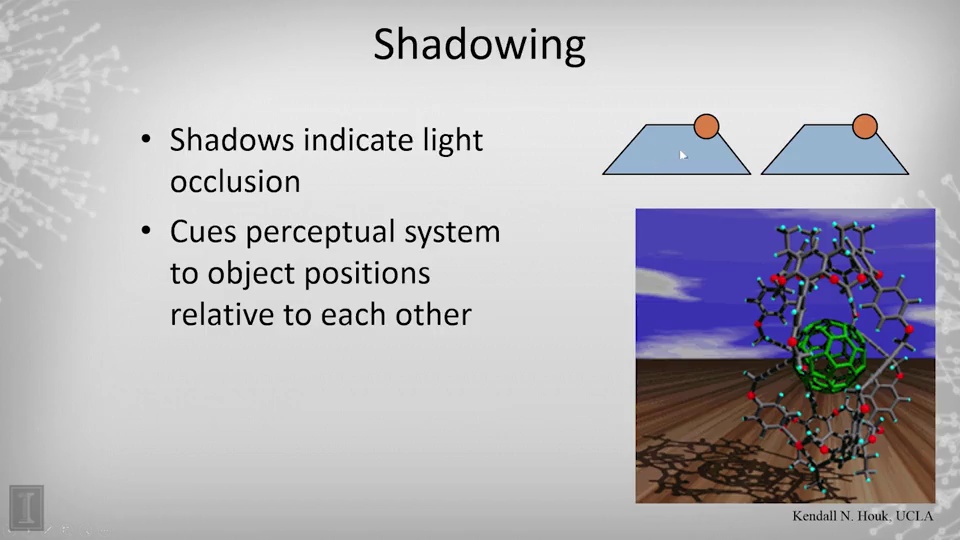 Shadowing
• Shadows indicate light
occlusion
• Cues perceptual system
to object positions
relative to each other
Kendall N. Houk, UCLA
I